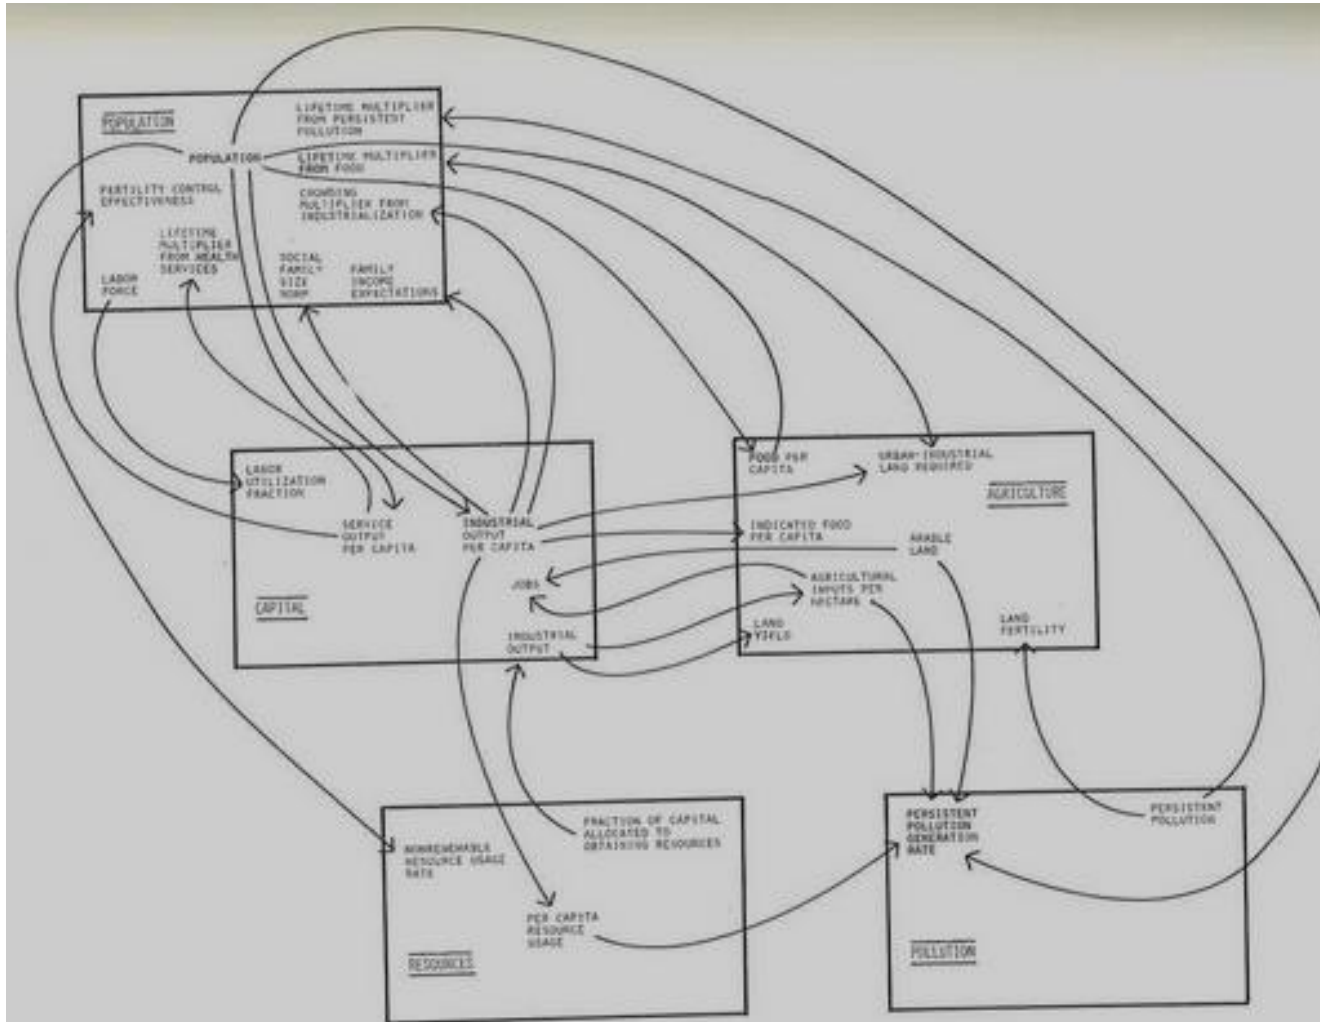 POPULATION
LIFETIME MULTIPLIER
FROM PERSISTENT
POLLUTION
POPULATION
LIFETIME MULTIPLIER
FROM FOOD
FERTILITY CONTROL
EFFECTIVENESS
CROWDING
MULTIPLIER FROM
INDUSTRIALIZATION
LIFETIME
MULTIPLIER
FROM HEALTH
SERVICES
LABOR
FORCE
SOCIAL
FAMILY
SIZE
NORM
FAMILY
INCOME
EXPECTATIONS
LABOR
UTILIZATION
FRACTION
SERVICE
OUTPUT
PER CAPITA
INDUSTRIAL
OUTPUT
PER CAPITA
JOBS
CAPITAL
INDUSTRIAL
OUTPUT
FOOD PER
CAPITA
URBAN-INDUSTRIAL
LAND REQUIRED
AGRICULTURE
INDICATED FOOD
PER CAPITA
ARABLE
LAND
AGRICULTURAL
INPUTS PER
HECTARE
LAND
YIELD
LAND
FERTILITY
NONRENEWABLE
RESOURCE USAGE
RATE
FRACTION OF CAPITAL
ALLOCATED TO
OBTAINING RESOURCES
PER CAPITA
RESOURCE
USAGE
RESOURCES
PERSISTENT
POLLUTION
GENERATION
RATE
PERSISTENT
POLLUTION
POLLUTION